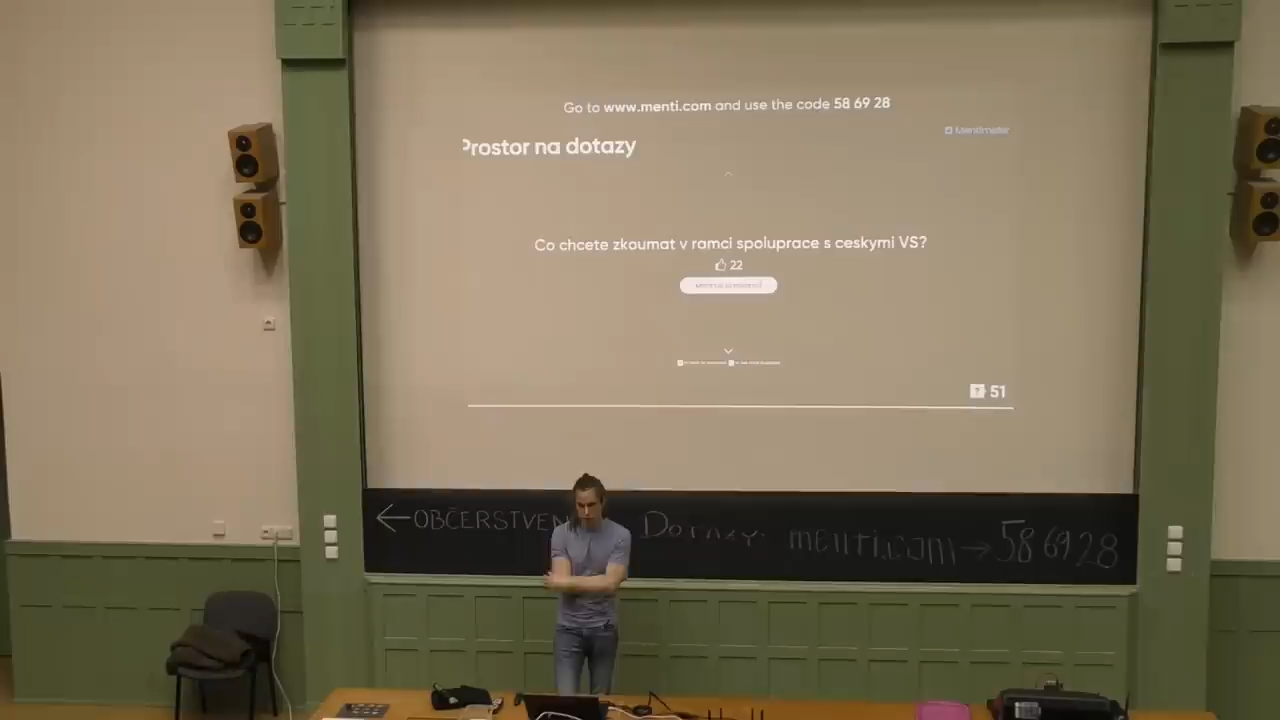 Go to www.menti.com and use the code 58 69 28
Mentimeter
Prostor na dotazy
Co chcete zkoumat v ramci spoluprace s ceskymi VS?
22
51
← OBČERSTVEN
Dotazy: menti.com → 58 69 28